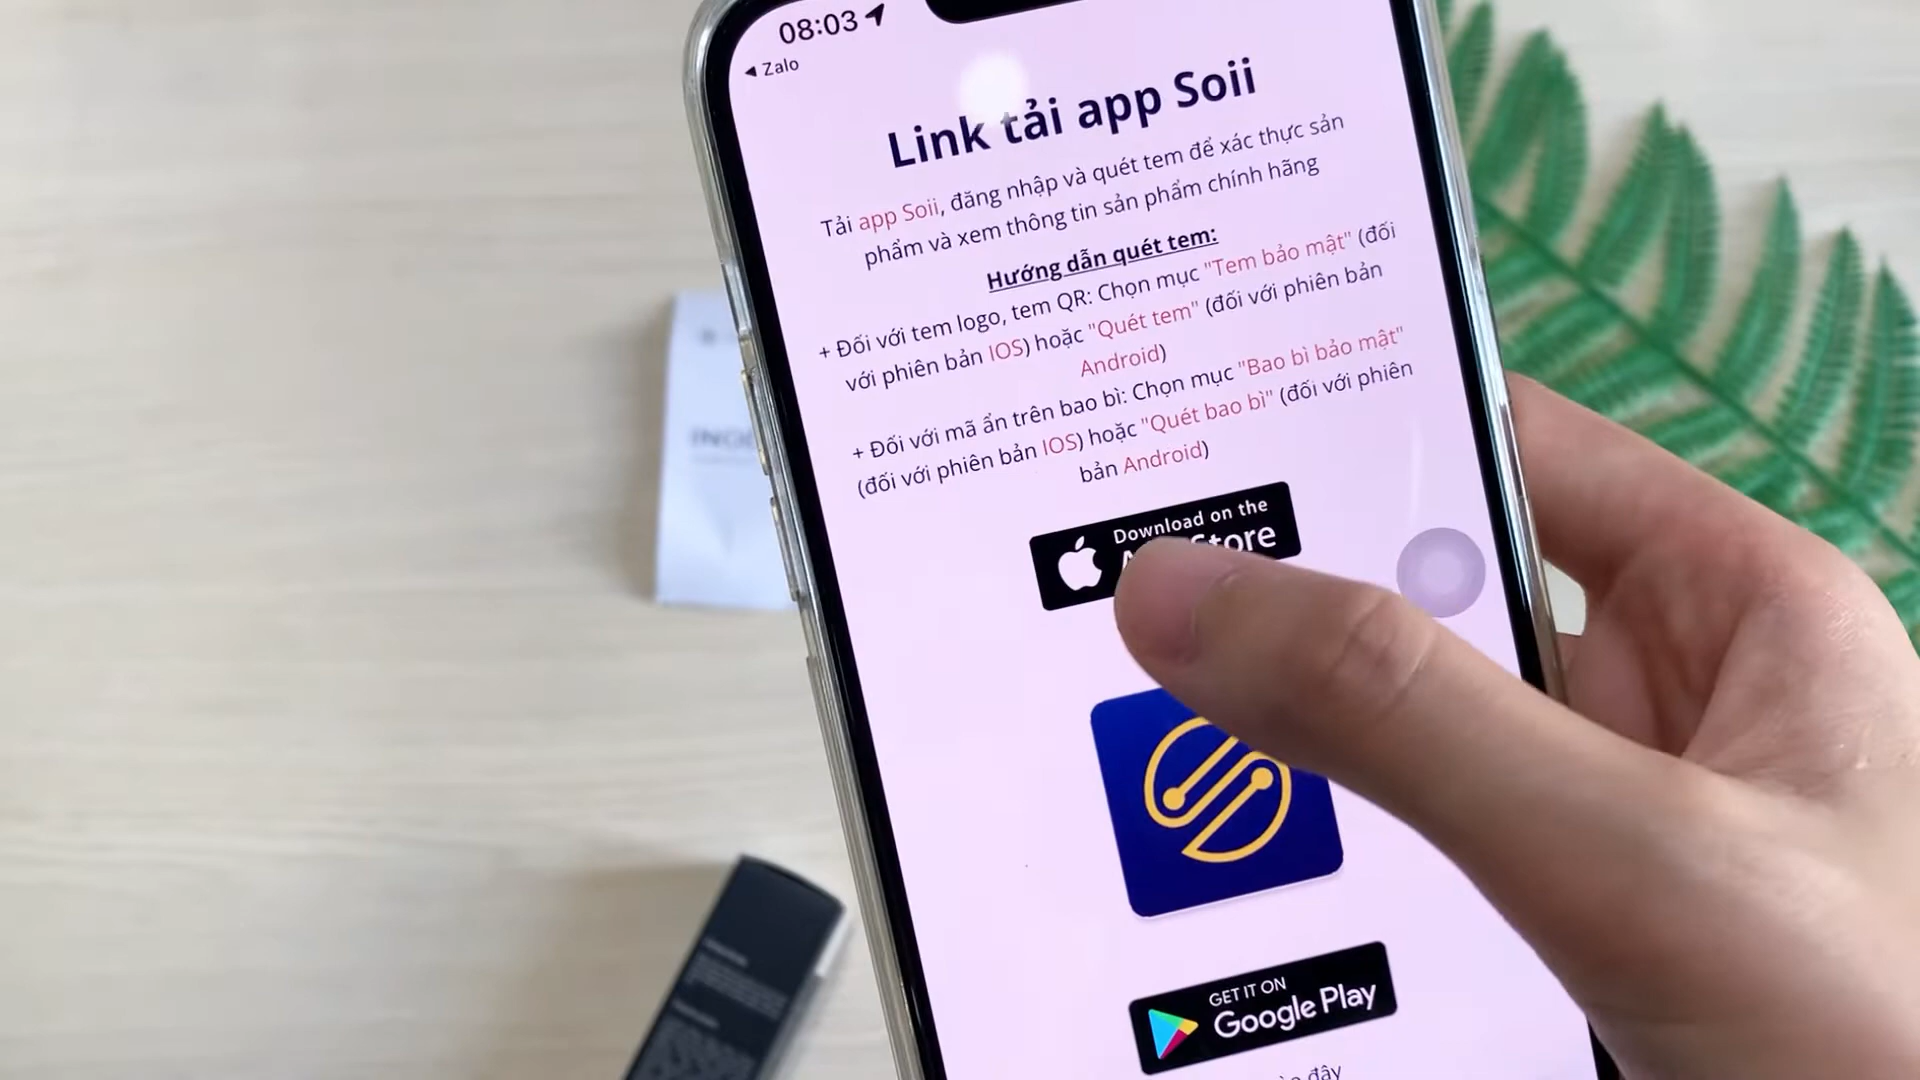 08:03
◄ Zalo
Link tải app Soii
Tải app Soii, đăng nhập và quét tem để xác thực sản
phẩm và xem thông tin sản phẩm chính hãng
Hướng dẫn quét tem:
+ Đối với tem logo, tem QR: Chọn mục "Tem bảo mật" (đối
với phiên bản IOS) hoặc "Quét tem" (đối với phiên bản
Android)
+ Đối với mã ẩn trên bao bì: Chọn mục "Bao bì bảo mật"
(đối với phiên bản IOS) hoặc "Quét bao bì" (đối với phiên
bản Android)
Download on the
Store
GET IT ON
Google Play
đây